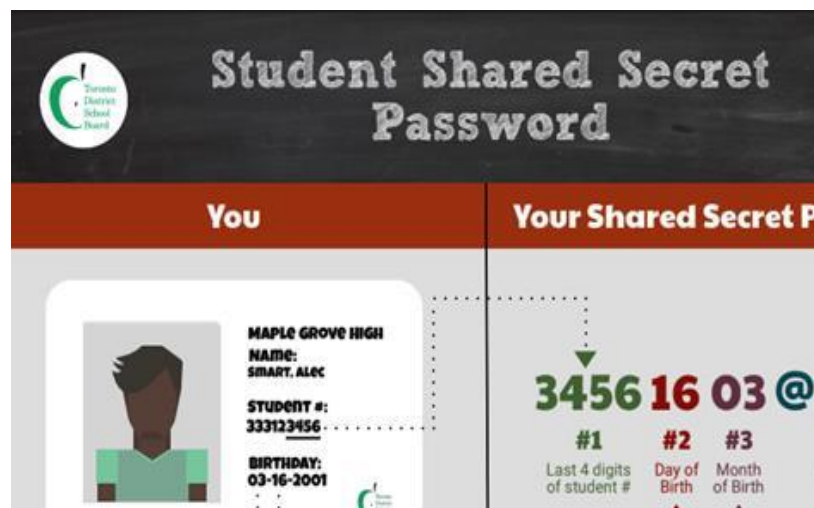 Student Shared Secret
Password
Toronto
District
School
Board
You
Your Shared Secret P
MAPLE GROVE HIGH
Name:
SMART, ALEC
STUDENT #:
333123456
BIRTHDAY:
03-16-2001
3456 16 03 @
#1 #2 #3
Last 4 digits of student #
Day of Birth
Month of Birth